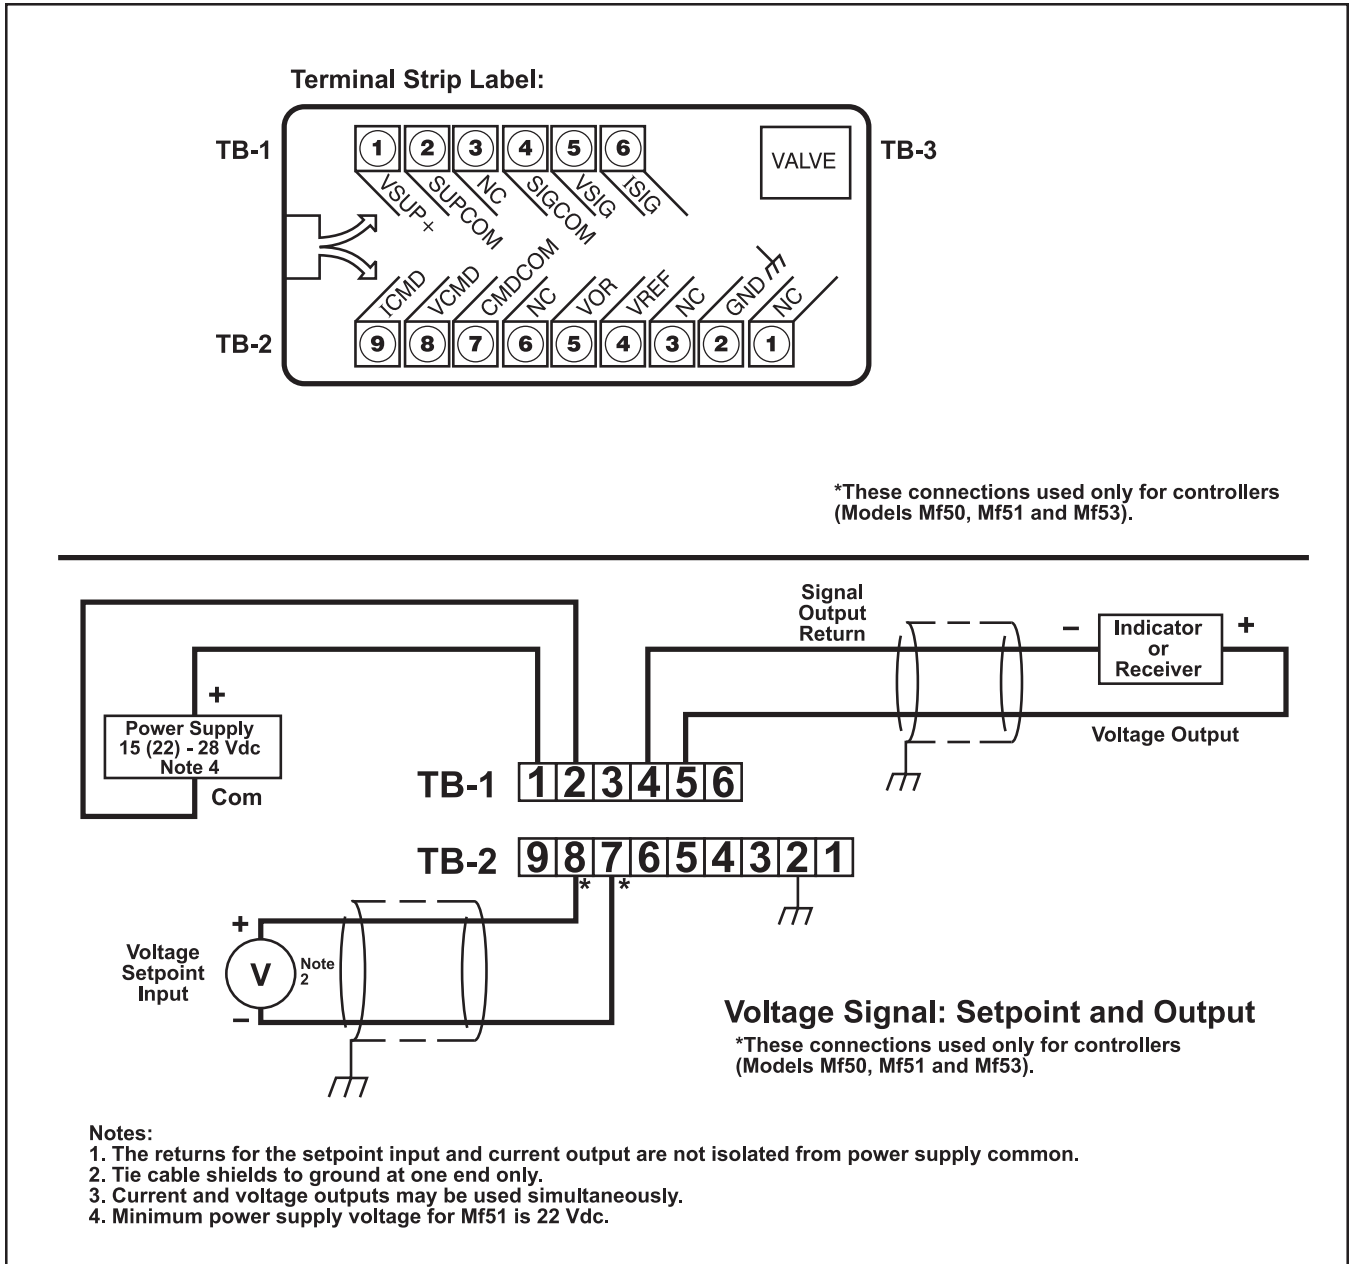 Terminal Strip Label:
TB-1
1 2 3 4 5 6
VSUP+ SUPCOM NC SIGCOM VSIG ISIG
VALVE
TB-3
ICMD VCMD CMDCOM NC VOR VREF NC GND NC
TB-2
9 8 7 6 5 4 3 2 1
*These connections used only for controllers
(Models Mf50, Mf51 and Mf53).
Signal
Output
Return
–
Indicator
or
Receiver
+
Voltage Output
+
Power Supply
15 (22) - 28 Vdc
Note 4
Com
TB-1 1 2 3 4 5 6
TB-2 9 8 7 6 5 4 3 2 1
* *
+
Voltage
Setpoint
Input
V
Note
2
–
Voltage Signal: Setpoint and Output
*These connections used only for controllers
(Models Mf50, Mf51 and Mf53).
Notes:
1. The returns for the setpoint input and current output are not isolated from power supply common.
2. Tie cable shields to ground at one end only.
3. Current and voltage outputs may be used simultaneously.
4. Minimum power supply voltage for Mf51 is 22 Vdc.